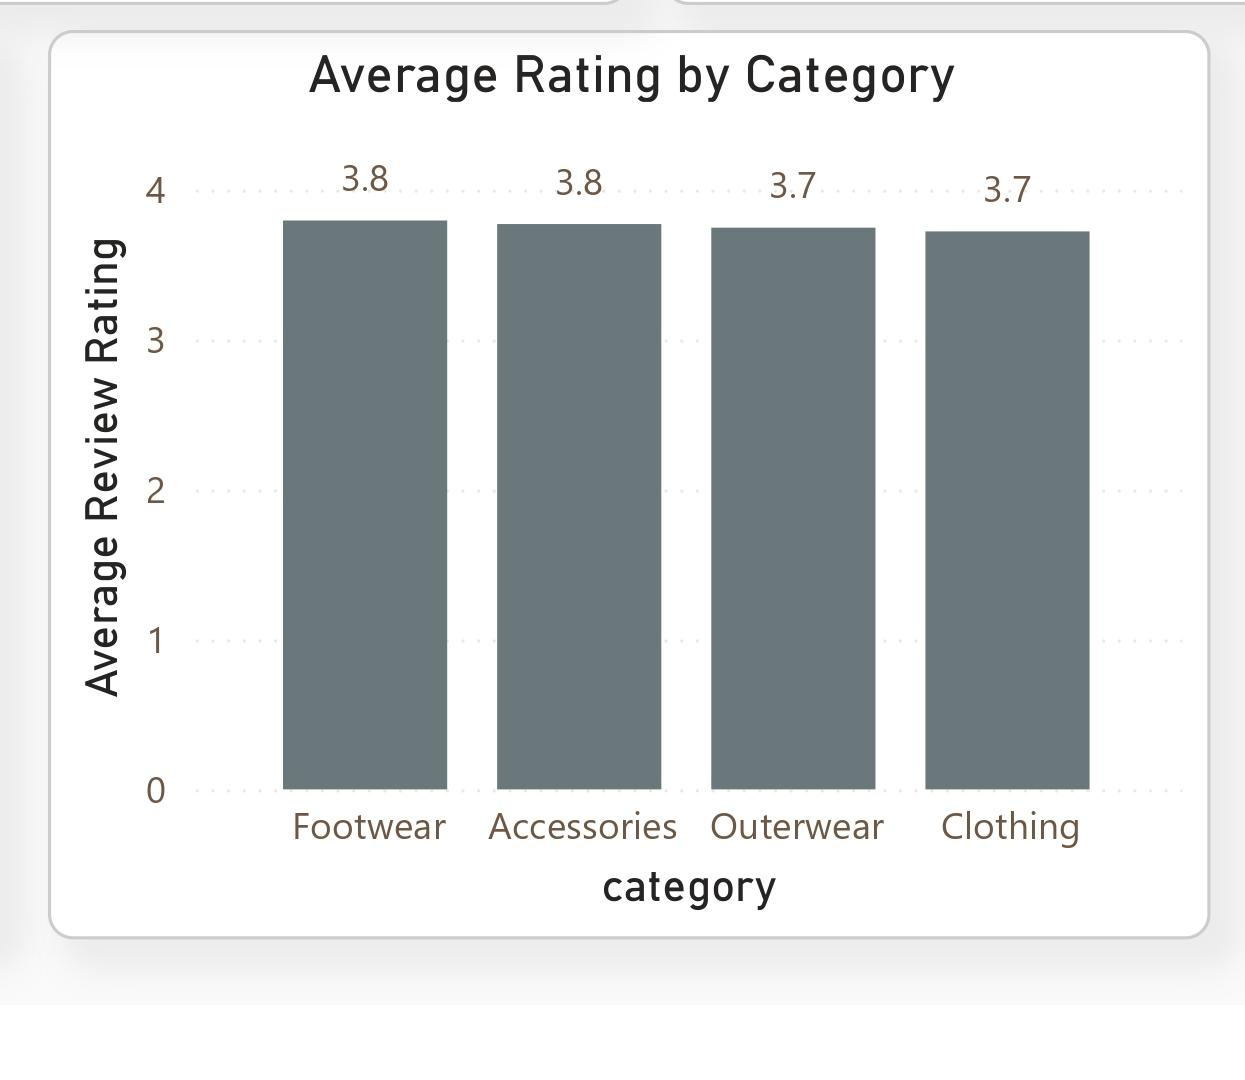 Average Rating by Category
3.8
3.8
3.7
3.7
4
3
2
1
0
Average Review Rating
Footwear Accessories Outerwear Clothing
category